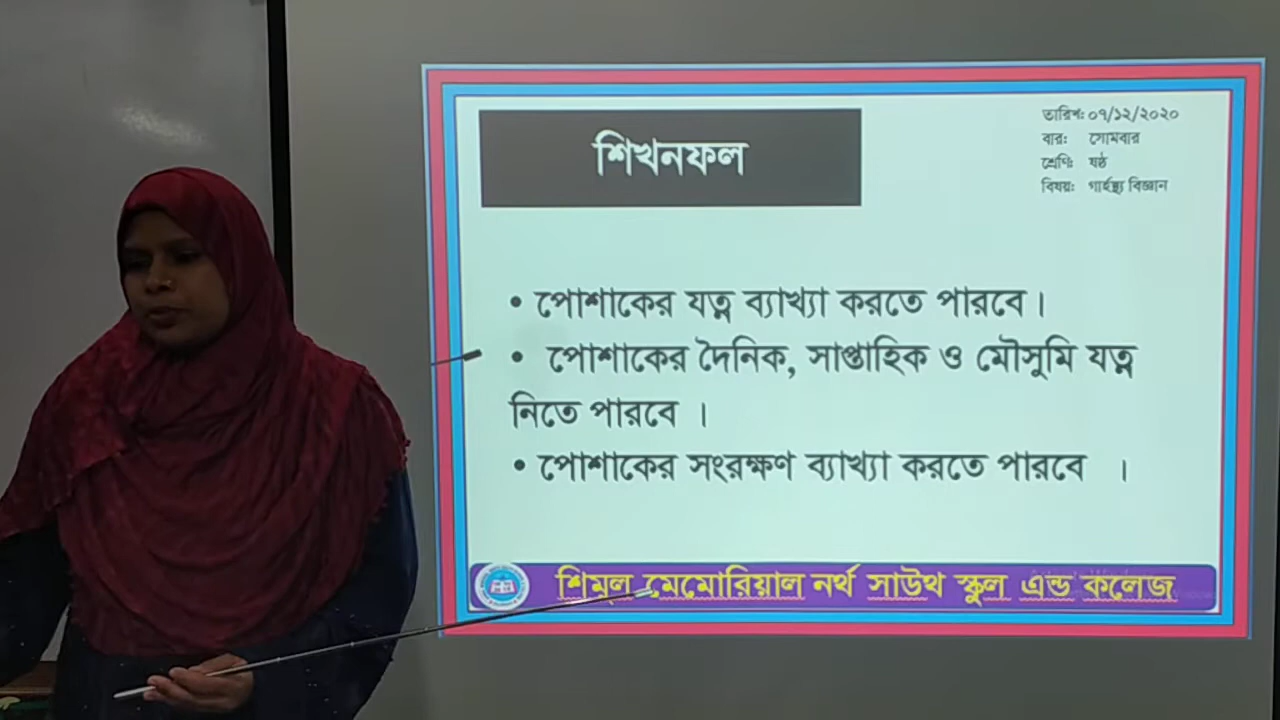 শিখনফল
তারিখ: ০৭/১২/২০২০
বার: সোমবার
শ্রেণি: ষষ্ঠ
বিষয়: গার্হস্থ্য বিজ্ঞান
• পোশাকের যত্ন ব্যাখ্যা করতে পারবে।
• পোশাকের দৈনিক, সাপ্তাহিক ও মৌসুমি যত্ন
নিতে পারবে ।
• পোশাকের সংরক্ষণ ব্যাখ্যা করতে পারবে ।
শিমুল মেমোরিয়াল নর্থ সাউথ স্কুল এন্ড কলেজ